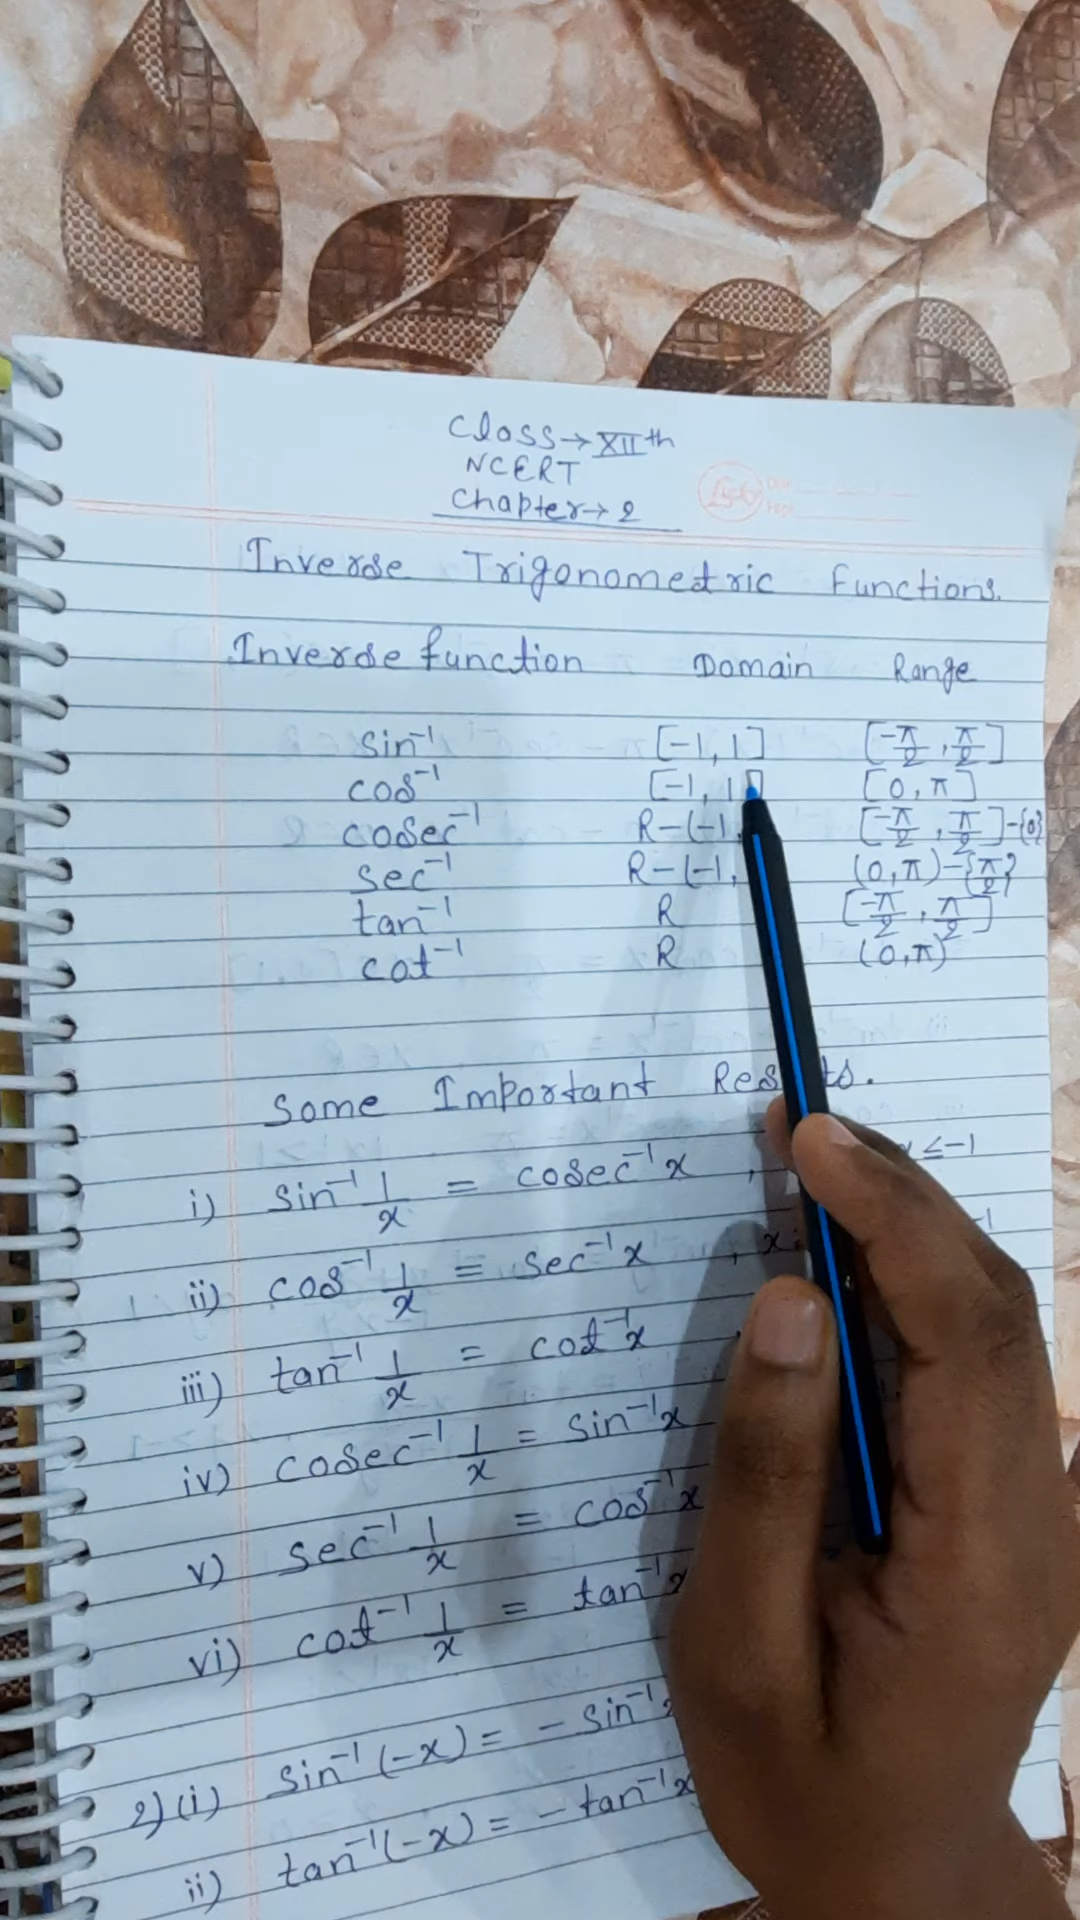 Class→XIIth
NCERT
Chapter→2
Inverse Trigonometric Functions.
Inverse function Domain Range
sin⁻¹ [-1, 1] [-π/2, π/2]
cos⁻¹ [-1, 1] [0, π]
cosec⁻¹ R-(-1, [-π/2, π/2]-{0}
sec⁻¹ R-(-1, (0, π)-{π/2}
tan⁻¹ R [-π/2, π/2]
cot⁻¹ R (0, π)
Some Important
i) sin⁻¹ 1/x = cosec⁻¹x , x ≤ -1
ii) cos⁻¹ 1/x = sec⁻¹x , x
iii) tan⁻¹ 1/x = cot⁻¹x
iv) cosec⁻¹ 1/x = sin⁻¹x
v) sec⁻¹ 1/x = cos⁻¹x
vi) cot⁻¹ 1/x = tan⁻¹x
2) (i) sin⁻¹(-x) = - sin⁻¹
ii) tan⁻¹(-x) = - tan⁻¹x